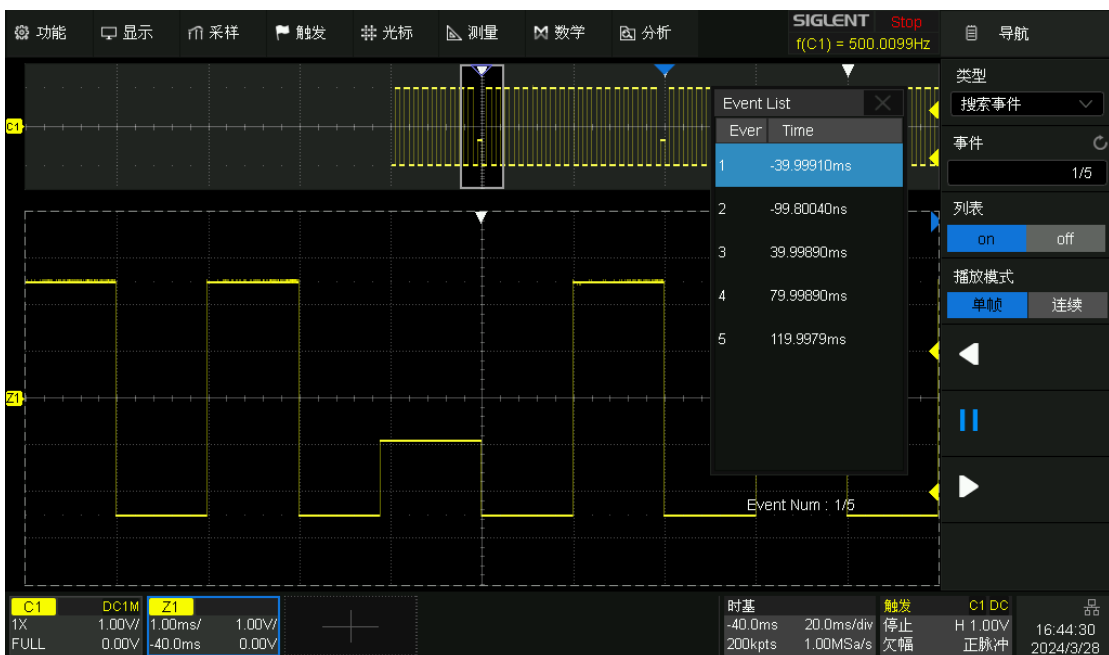 功能 显示 采样 触发 光标 测量 数学 分析
SIGLENT Stop
f(C1) = 500.0099Hz
导航
类型
搜索事件
事件
1/5
列表
on off
播放模式
单帧 连续
C1
Z1
Event List
Ever Time
1 -39.99910ms
2 -99.80040ns
3 39.99890ms
4 79.99890ms
5 119.9979ms
Event Num : 1/5
C1 DC1M
1X 1.00V/
FULL 0.00V
Z1
1.00ms/ 1.00V/
-40.0ms 0.00V
时基
-40.0ms 20.0ms/div
200kpts 1.00MSa/s
触发 C1 DC
停止 H 1.00V
欠幅 正脉冲
16:44:30
2024/3/28